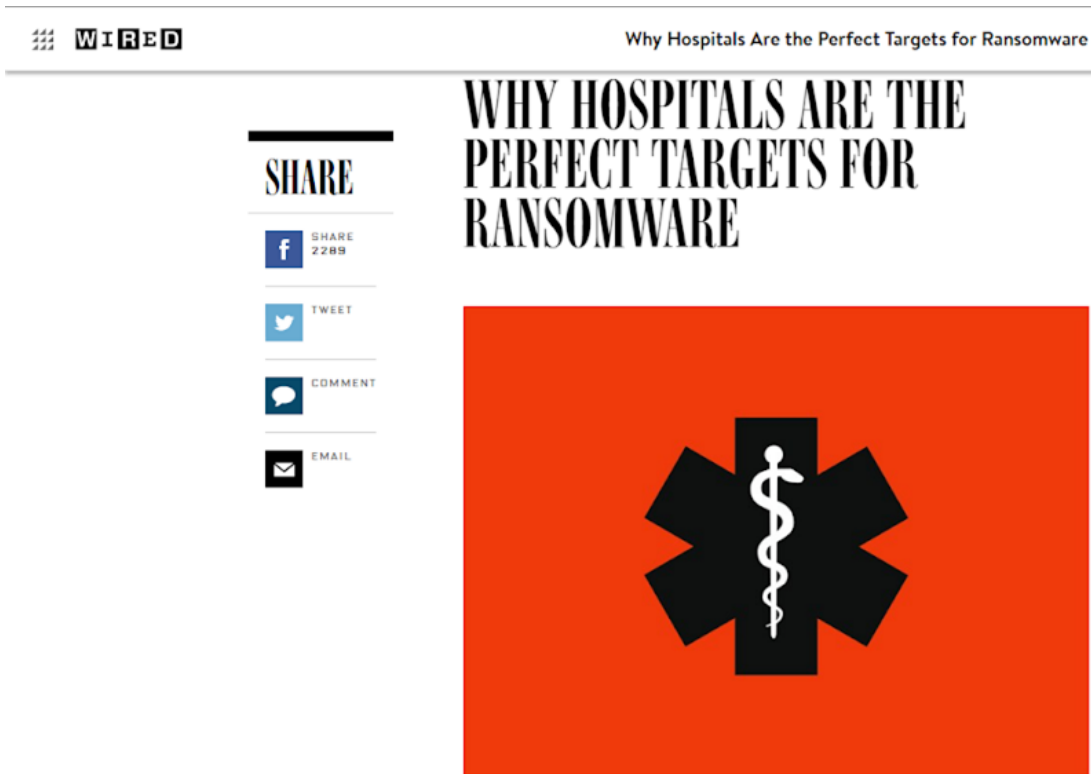 WIRED
Why Hospitals Are the Perfect Targets for Ransomware
WHY HOSPITALS ARE THE
PERFECT TARGETS FOR
RANSOMWARE
SHARE
f
SHARE
2289
TWEET
COMMENT
EMAIL